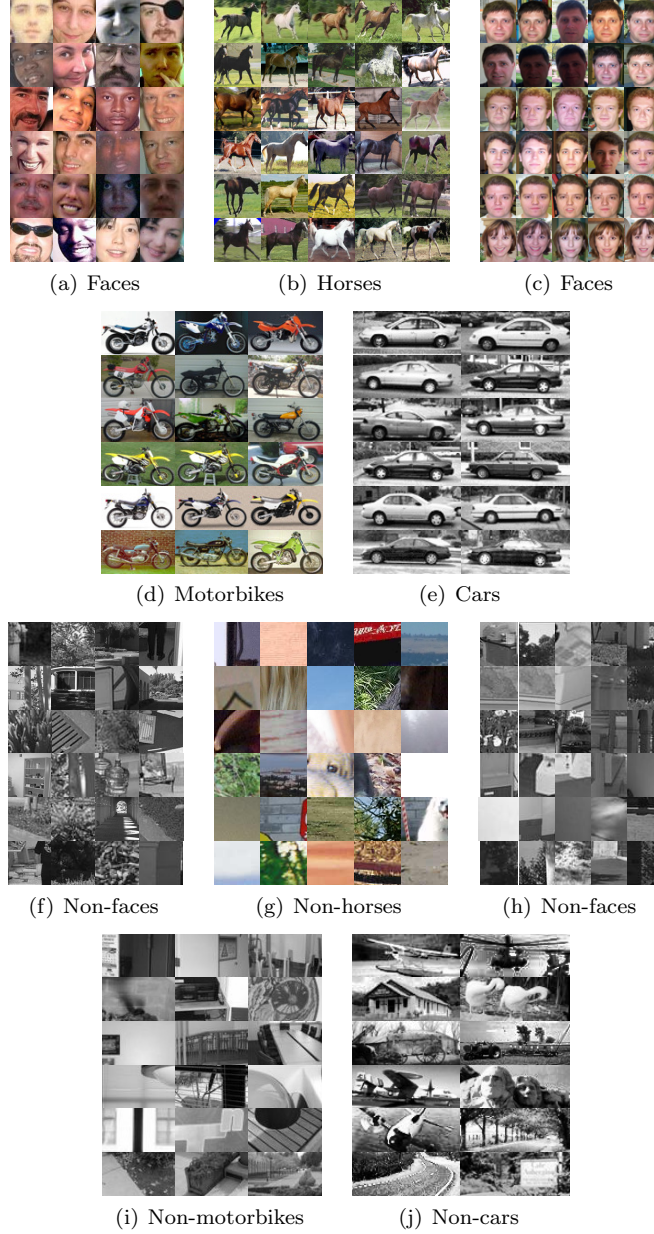 (a) Faces
(b) Horses
(c) Faces
(d) Motorbikes
(e) Cars
(f) Non-faces
(g) Non-horses
(h) Non-faces
(i) Non-motorbikes
(j) Non-cars